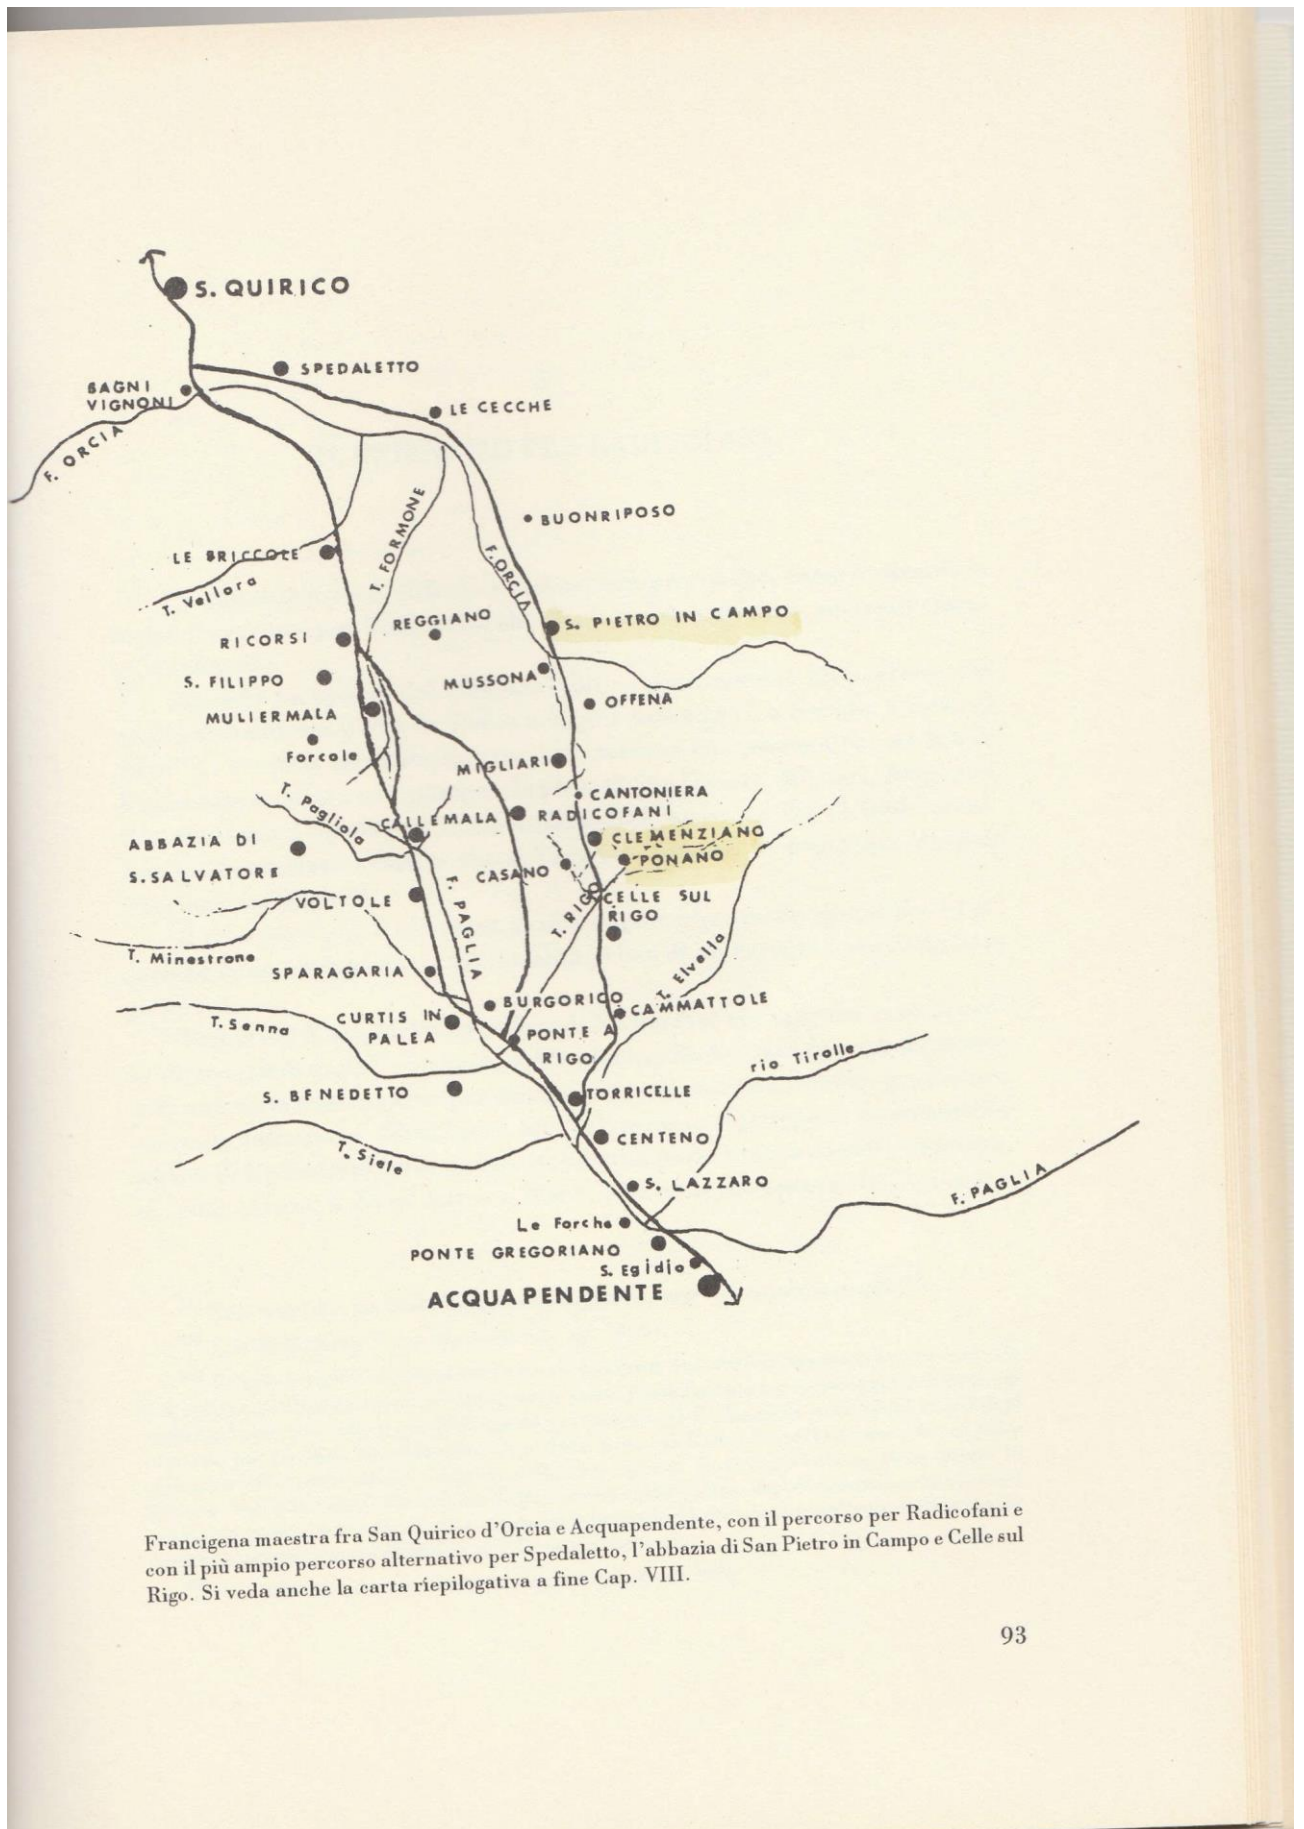 S. QUIRICO
SPEDALETTO
BAGNI
VIGNONI
LE CECCHE
F. ORCIA
T. FORMONE
BUONRIPOSO
LE BRICCOLE
F. ORCIA
T. Vellora
REGGIANO
S. PIETRO IN CAMPO
RICORSI
S. FILIPPO
MUSSONA
OFFENA
MULIERMALA
Forcole
MIGLIARI
CANTONIERA
T. Pagliola
CALLEMALA
RADICOFANI
ABBAZIA DI
S. SALVATORE
CLEMENZIANO
PONANO
CASANO
VOLTOLE
F. PAGLIA
T. RIGO
CELLE SUL
RIGO
T. Minestrone
SPARAGARIA
T. Elvella
BURGORICO
CAMMATTOLE
T. Senna
CURTIS IN
PALEA
PONTE A
RIGO
rio Tirolle
S. BENEDETTO
TORRICELLE
CENTENO
T. Siele
S. LAZZARO
F. PAGLIA
Le Forche
PONTE GREGORIANO
S. Egidio
ACQUAPENDENTE
Francigena maestra fra San Quirico d'Orcia e Acquapendente, con il percorso per Radicofani e
con il più ampio percorso alternativo per Spedaletto, l'abbazia di San Pietro in Campo e Celle sul
Rigo. Si veda anche la carta riepilogativa a fine Cap. VIII.
93